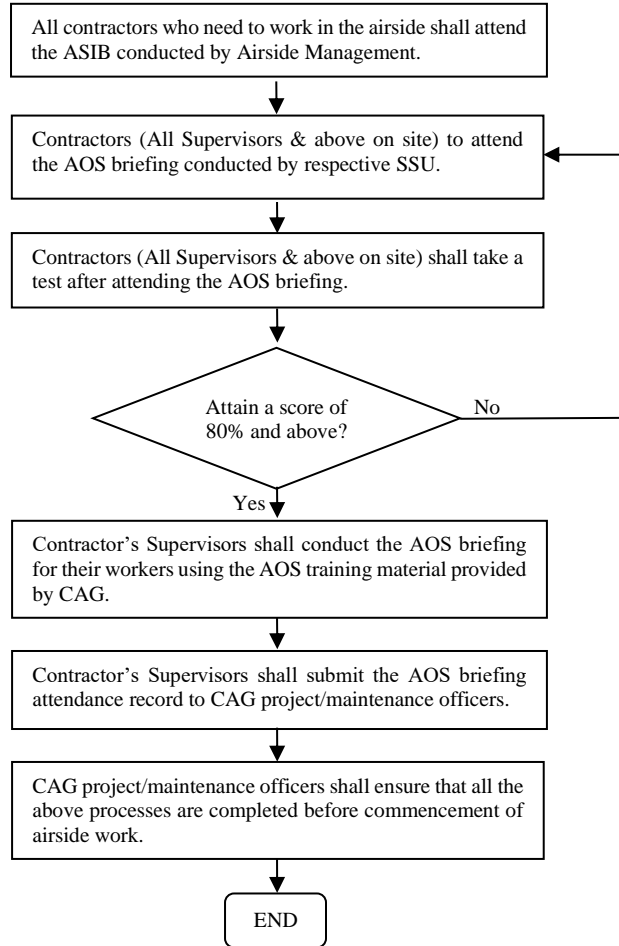 All contractors who need to work in the airside shall attend
the ASIB conducted by Airside Management.
Contractors (All Supervisors & above on site) to attend
the AOS briefing conducted by respective SSU.
Contractors (All Supervisors & above on site) shall take a
test after attending the AOS briefing.
Attain a score of
80% and above?
No
Yes
Contractor’s Supervisors shall conduct the AOS briefing
for their workers using the AOS training material provided
by CAG.
Contractor’s Supervisors shall submit the AOS briefing
attendance record to CAG project/maintenance officers.
CAG project/maintenance officers shall ensure that all the
above processes are completed before commencement of
airside work.
END